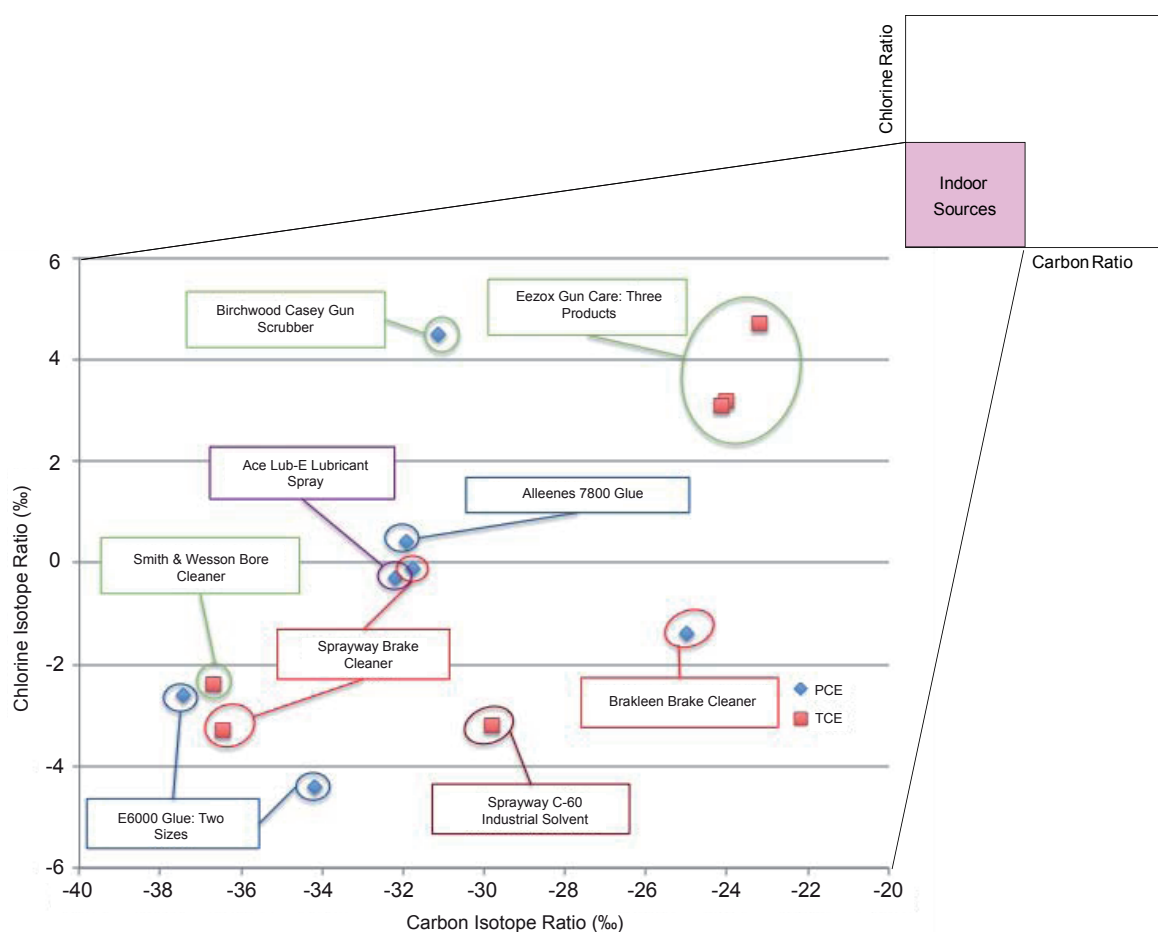 Chlorine Ratio
Indoor
Sources
Carbon Ratio
6
4
2
0
-2
-4
-6
Chlorine Isotope Ratio (‰)
Birchwood Casey Gun
Scrubber
Eezox Gun Care: Three
Products
Ace Lub-E Lubricant
Spray
Alleenes 7800 Glue
Smith & Wesson Bore
Cleaner
Sprayway Brake
Cleaner
Brakleen Brake Cleaner
PCE
TCE
E6000 Glue: Two
Sizes
Sprayway C-60
Industrial Solvent
-40 -38 -36 -34 -32 -30 -28 -26 -24 -22 -20
Carbon Isotope Ratio (‰)